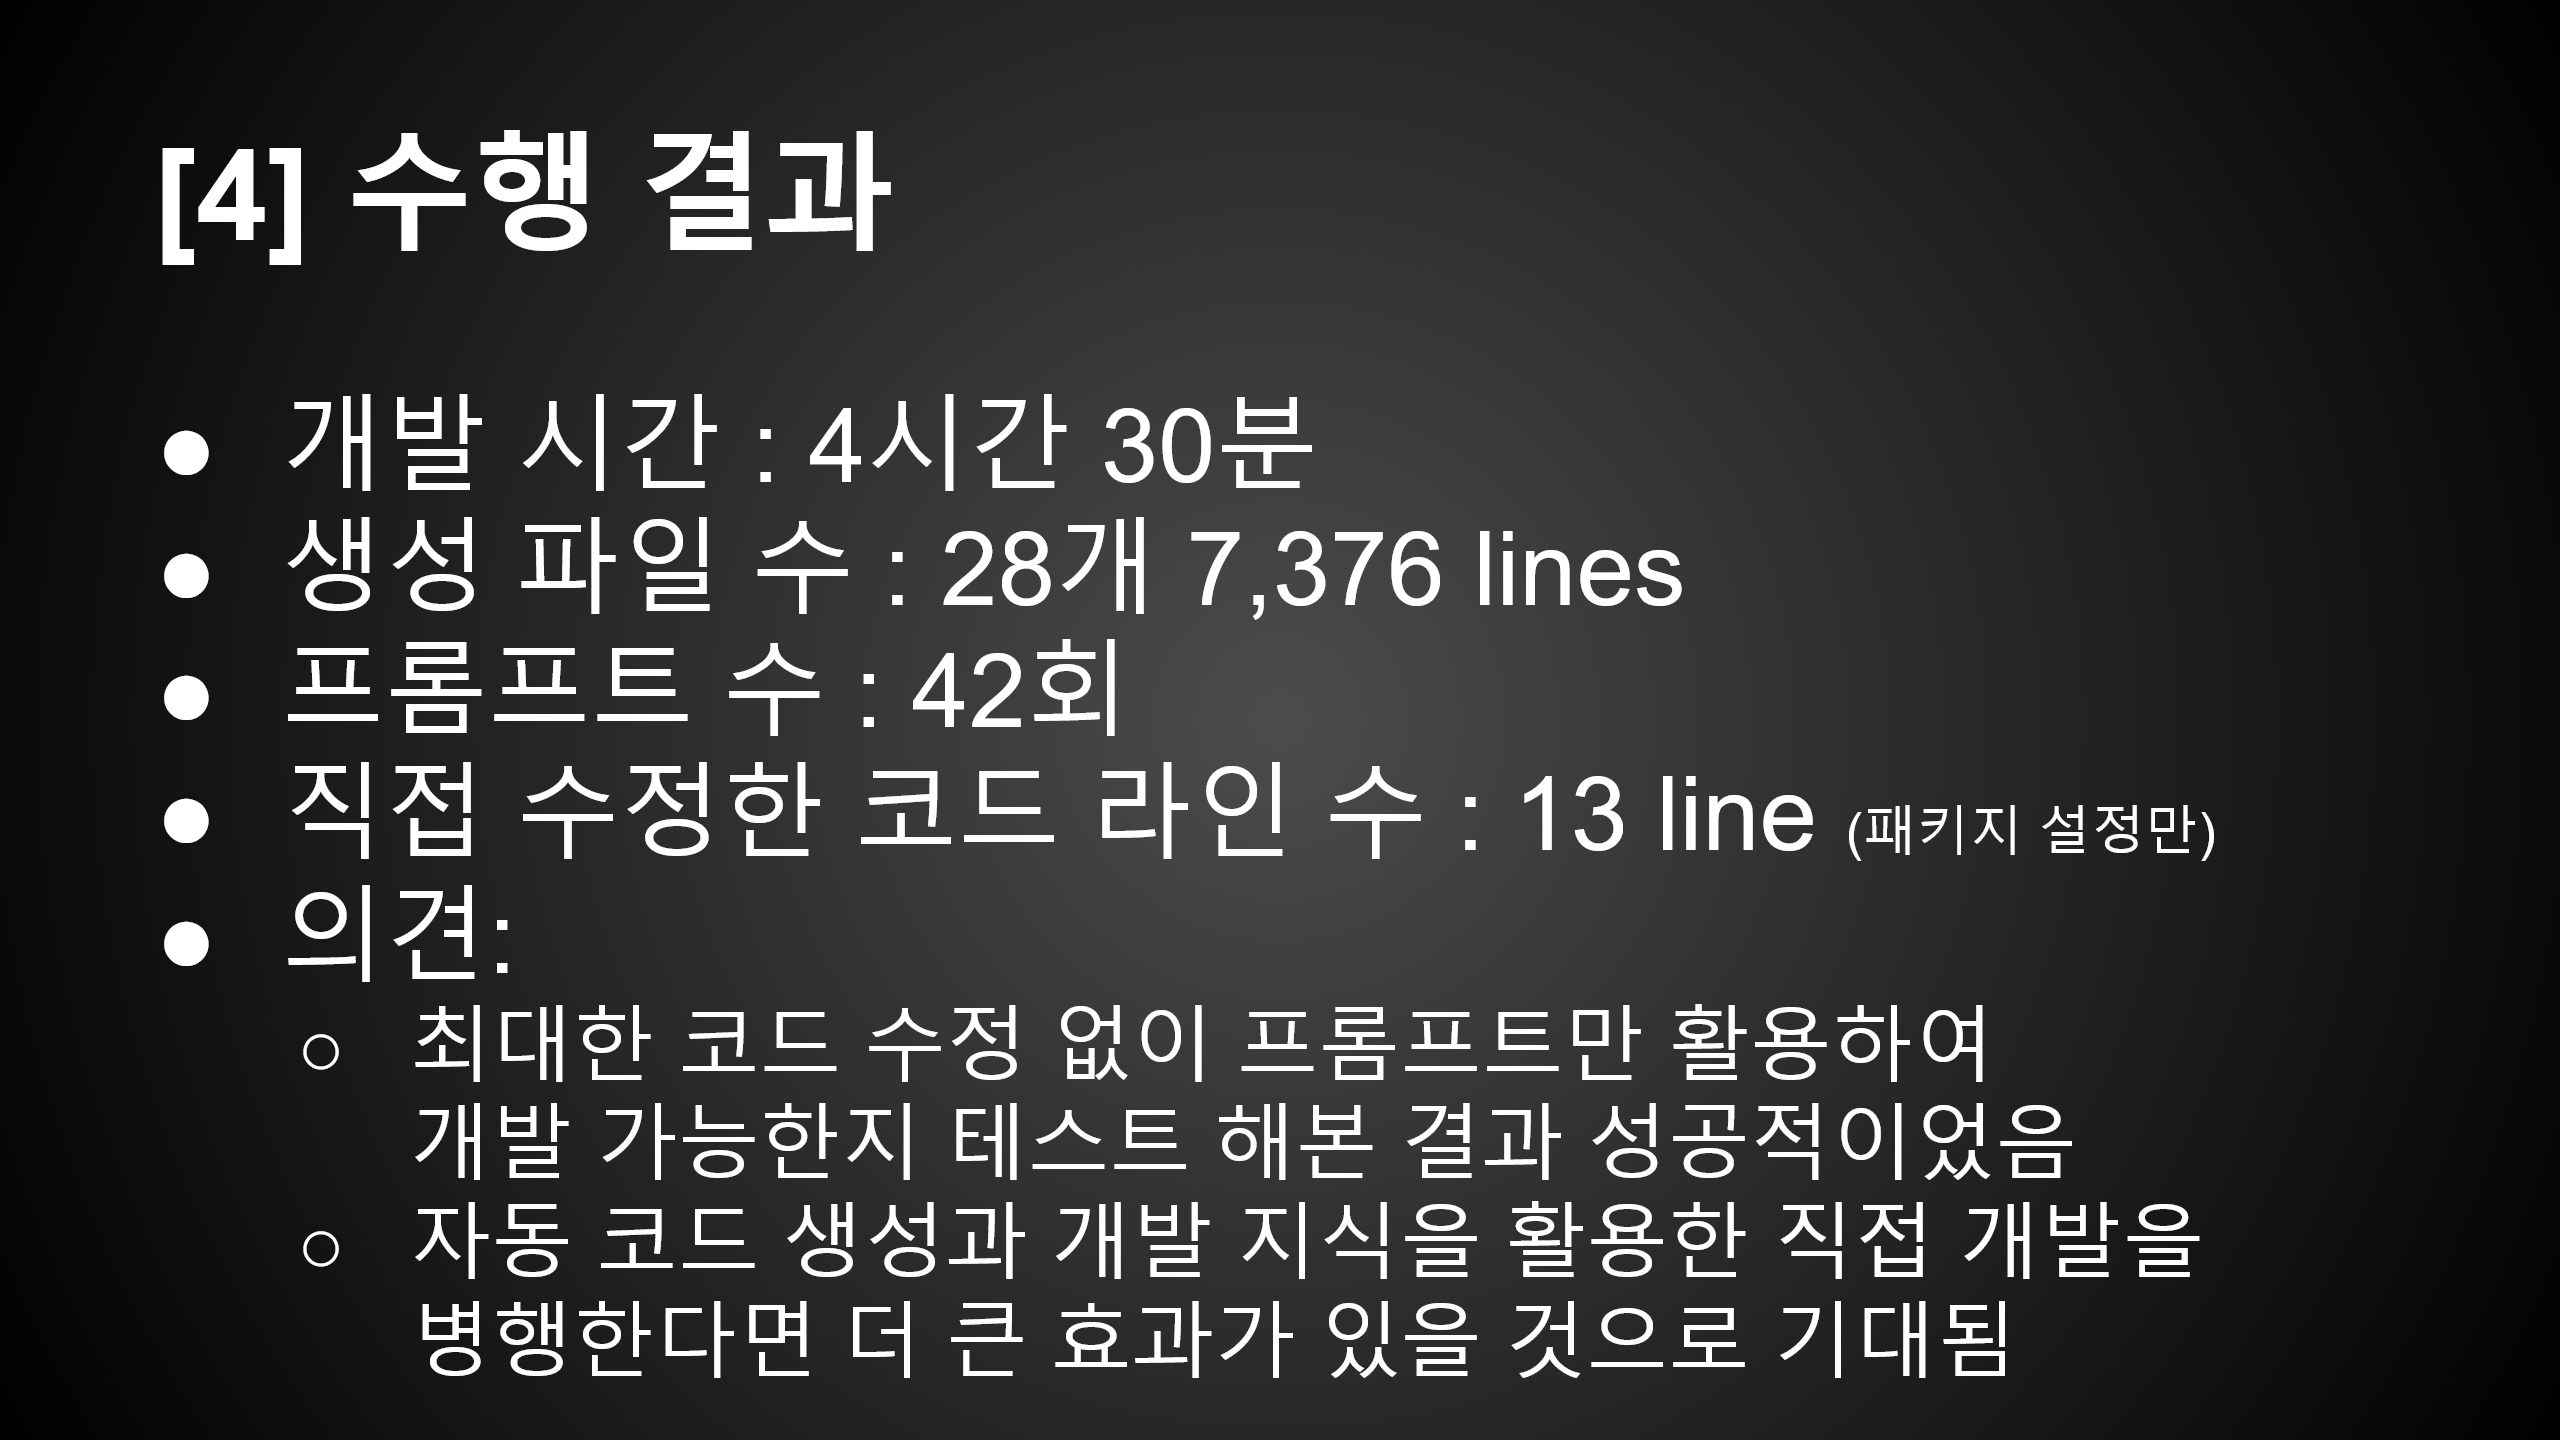 [4] 수행 결과
● 개발 시간 : 4시간 30분
● 생성 파일 수 : 28개 7,376 lines
● 프롬프트 수 : 42회
● 직접 수정한 코드 라인 수 : 13 line (패키지 설정만)
● 의견:
○ 최대한 코드 수정 없이 프롬프트만 활용하여
개발 가능한지 테스트 해본 결과 성공적이었음
○ 자동 코드 생성과 개발 지식을 활용한 직접 개발을
병행한다면 더 큰 효과가 있을 것으로 기대됨